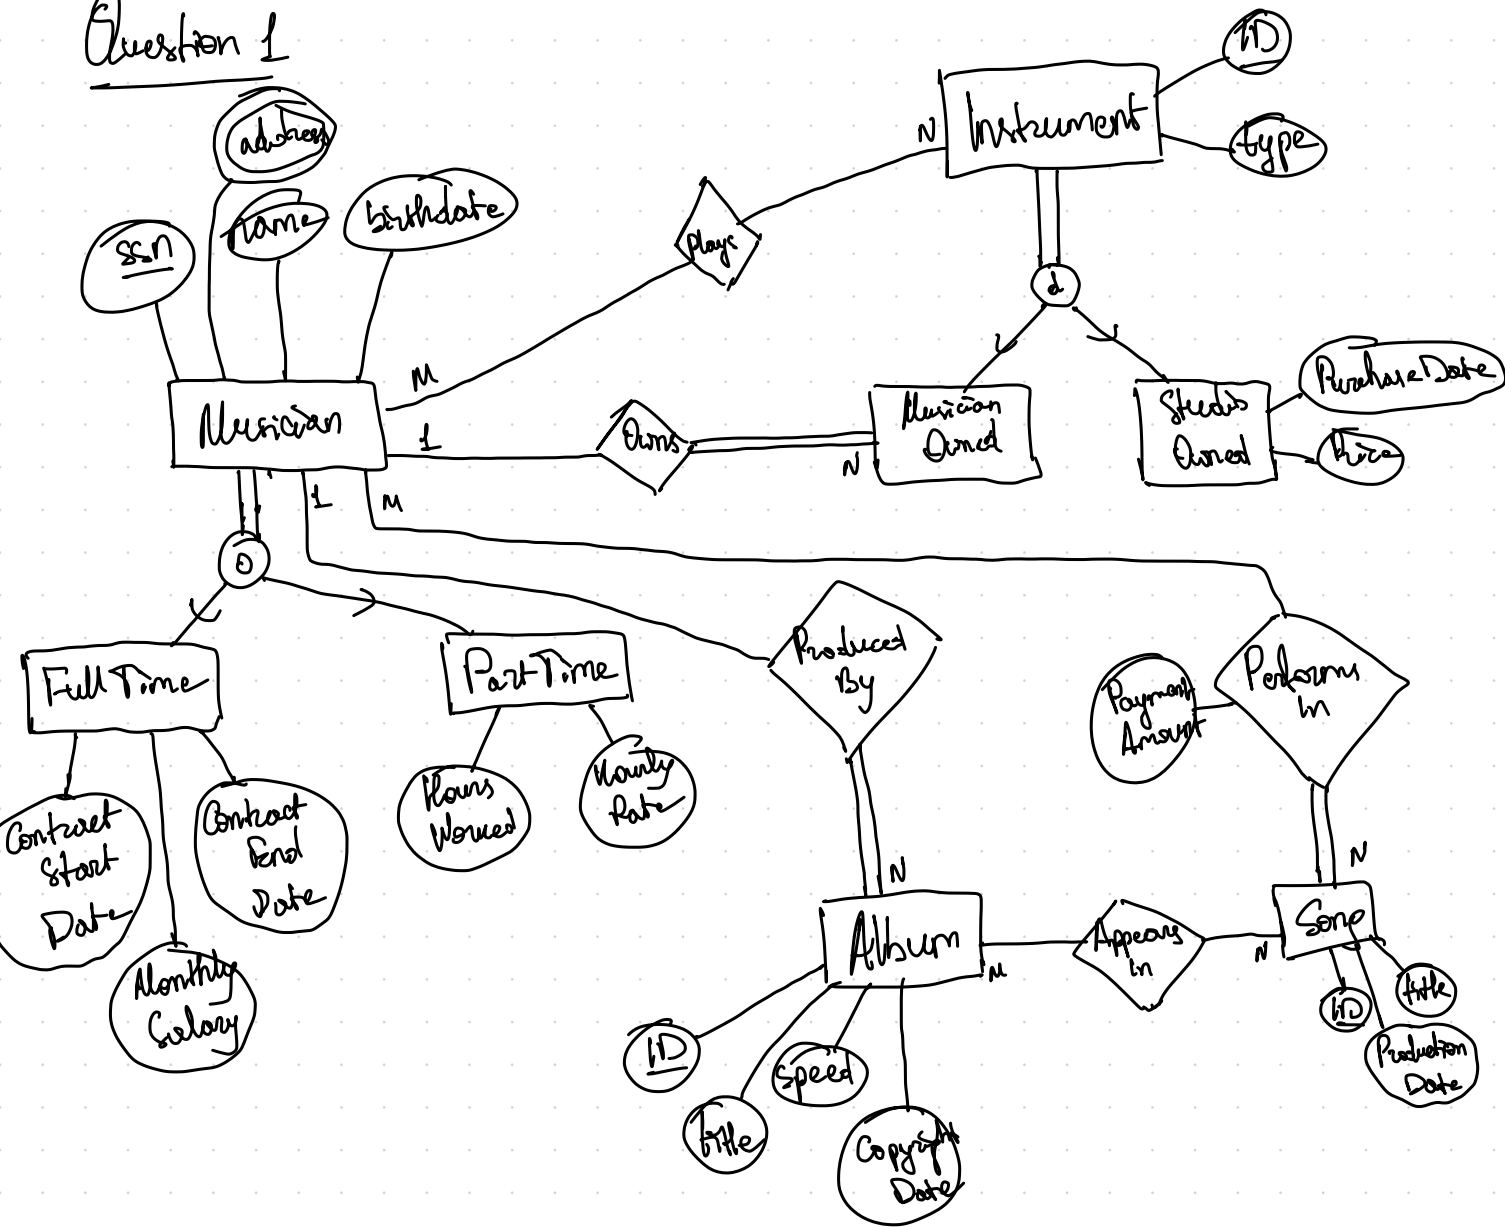 Question 1
ID
Instrument
type
N
address
name
birthdate
ssn
plays
d
M
Musician
1
Owns
N
Musician
Owned
Studio
Owned
PurchaseDate
Price
1
M
O
Full Time
Part Time
Produced
By
Performs
In
Payment
Amount
Contract
Start
Date
Contract
End
Date
Monthly
Salary
Hours
Worked
Hourly
Rate
N
N
Album
M
Appears
In
N
Song
ID
title
Production
Date
ID
title
Speed
Copyright
Date